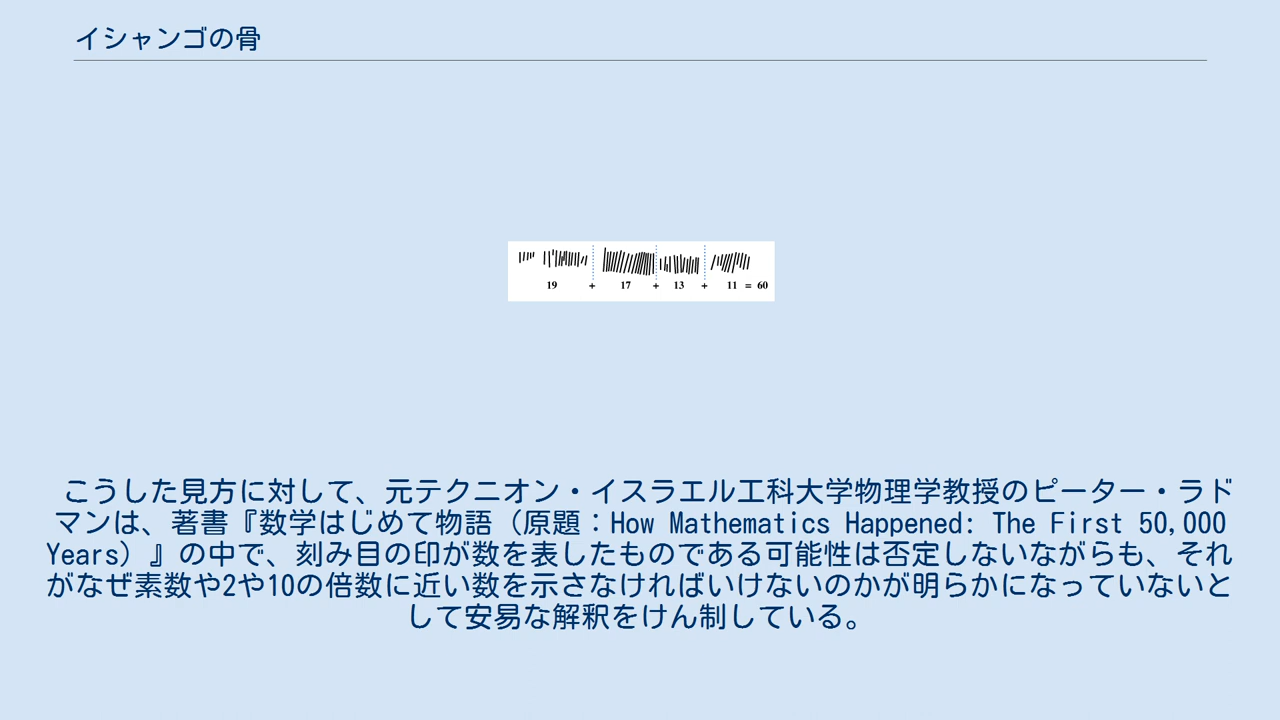 イシャンゴの骨
19 + 17 + 13 + 11 = 60
こうした見方に対して、元テクニオン・イスラエル工科大学物理学教授のピーター・ラド
マンは、著書『数学はじめて物語（原題：How Mathematics Happened: The First 50,000
Years）』の中で、刻み目の印が数を表したものである可能性は否定しないながらも、それ
がなぜ素数や2や10の倍数に近い数を示さなければいけないのかが明らかになっていないと
して安易な解釈をけん制している。